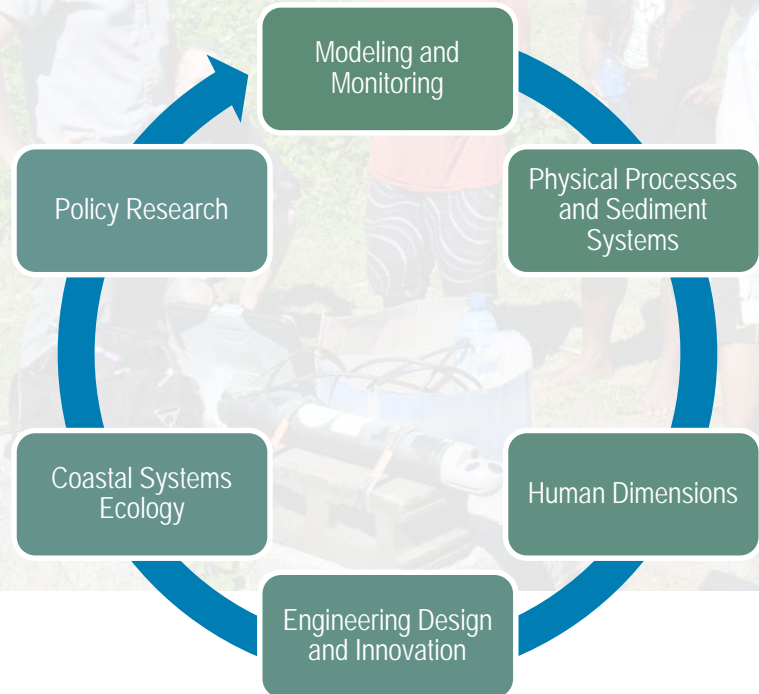 Modeling and
Monitoring
Physical Processes
and Sediment
Systems
Human Dimensions
Engineering Design
and Innovation
Coastal Systems
Ecology
Policy Research